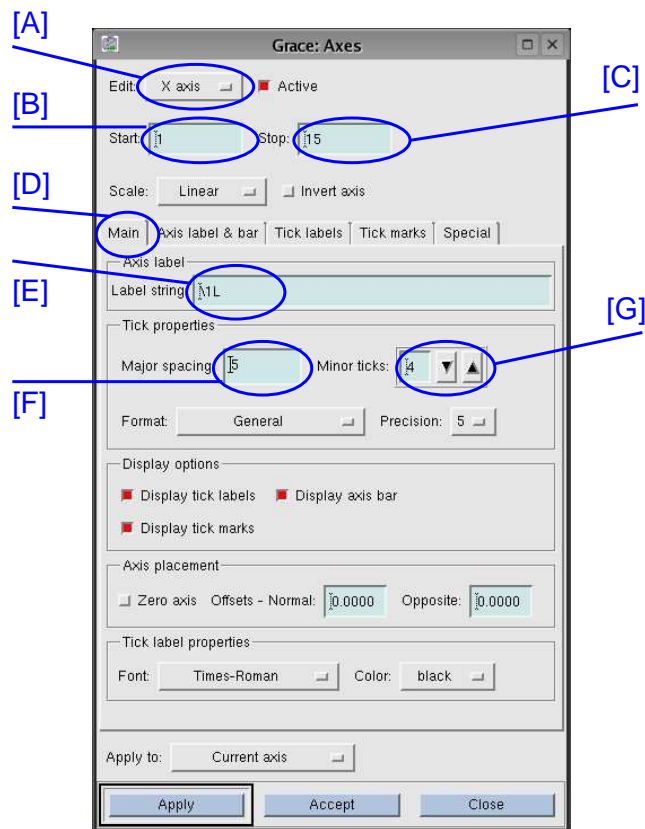 [A]
Grace: Axes
Edit: X axis Active
[C]
[B]
Start: 1 Stop: 15
[D]
Scale: Linear Invert axis
Main Axis label & bar Tick labels Tick marks Special
Axis label
[E]
Label string \1L
[G]
Tick properties
Major spacing 5 Minor ticks: 4
[F]
Format: General Precision: 5
Display options
Display tick labels Display axis bar
Display tick marks
Axis placement
Zero axis Offsets - Normal: 0.0000 Opposite: 0.0000
Tick label properties
Font: Times-Roman Color: black
Apply to: Current axis
Apply Accept Close